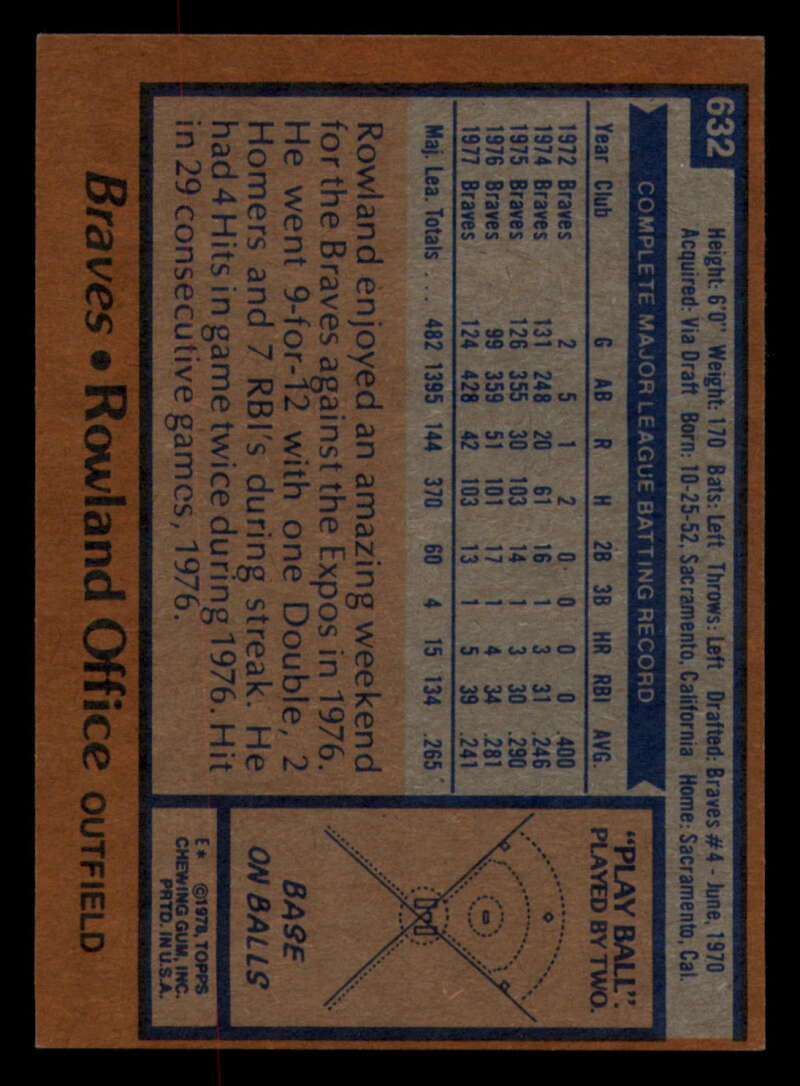 632
Height: 6'0" Weight: 170 Bats: Left Throws: Left Drafted: Braves #4 - June, 1970
Acquired: Via Draft Born: 10-25-52, Sacramento, California Home: Sacramento, Cal.
COMPLETE MAJOR LEAGUE BATTING RECORD
Year Club G AB R H 2B 3B HR RBI AVG.
1972 Braves 2 5 1 2 0 0 0 0 .400
1974 Braves 131 248 20 61 16 1 3 31 .246
1975 Braves 126 355 30 103 14 1 3 30 .290
1976 Braves 99 359 51 101 17 1 4 34 .281
1977 Braves 124 428 42 103 13 1 5 39 .241
Maj. Lea. Totals ... 482 1395 144 370 60 4 15 134 .265
Rowland enjoyed an amazing weekend
for the Braves against the Expos in 1976.
He went 9-for-12 with one Double, 2
Homers and 7 RBI's during streak. He
had 4 Hits in game twice during 1976. Hit
in 29 consecutive games, 1976.
"PLAY BALL"
PLAYED BY TWO.
BASE
ON BALLS
E* ©1978, TOPPS
CHEWING GUM, INC.
PRTD. IN U.S.A.
Braves • Rowland Office OUTFIELD